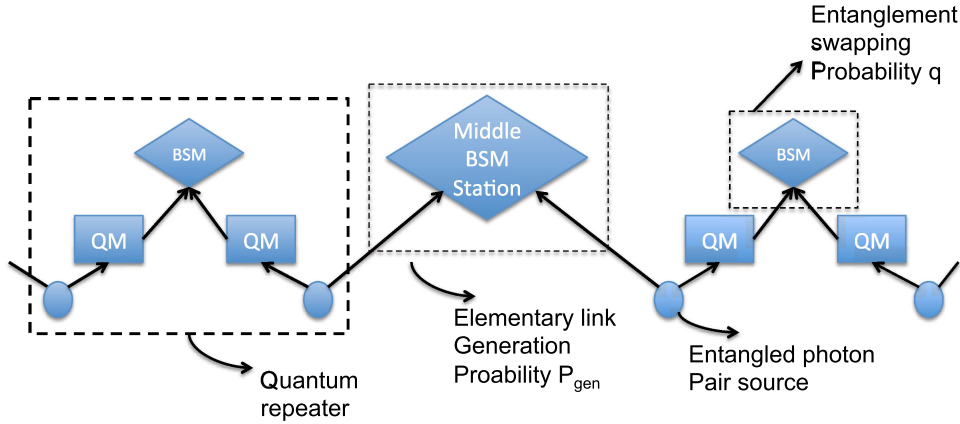 Entanglement
swapping
Probability q
BSM
Middle
BSM
Station
BSM
QM
QM
QM
QM
Elementary link
Generation
Proability Pgen
Entangled photon
Pair source
Quantum
repeater